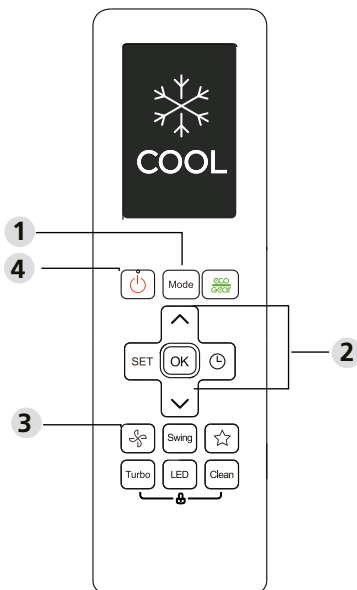 COOL
1
4
Mode
eco
Gear
2
SET
OK
3
Swing
Turbo
LED
Clean